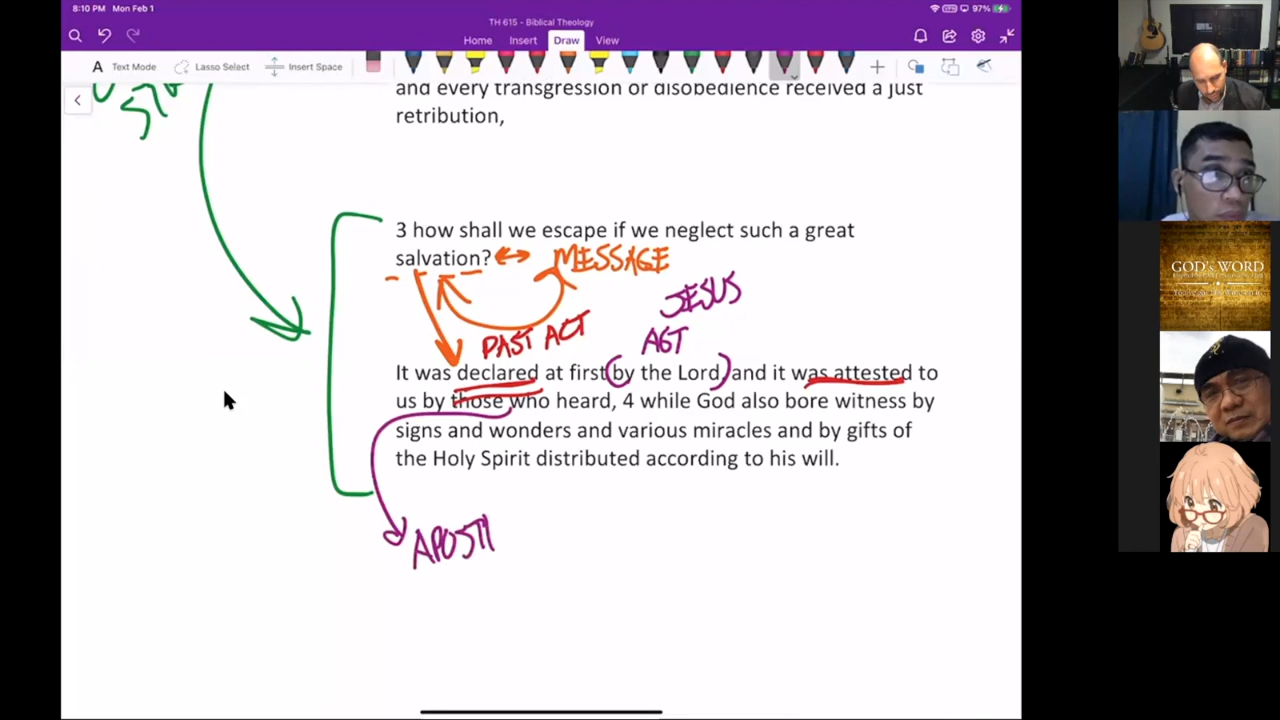 8:10 PM Mon Feb 1
97%
TH 615 - Biblical Theology
Home Insert Draw View
Text Mode Lasso Select Insert Space
and every transgression or disobedience received a just
retribution,
3 how shall we escape if we neglect such a great
salvation? MESSAGE
JESUS
PAST ACT AGT
It was declared at first (by the Lord,) and it was attested to
us by those who heard, 4 while God also bore witness by
signs and wonders and various miracles and by gifts of
the Holy Spirit distributed according to his will.
APOSTL
GOD's WORD